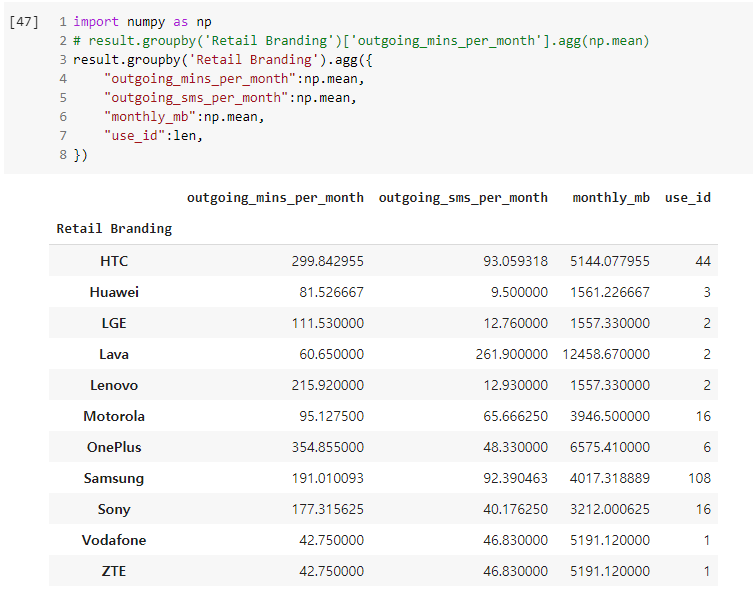 [47] 1 import numpy as np
2 # result.groupby('Retail Branding')['outgoing_mins_per_month'].agg(np.mean)
3 result.groupby('Retail Branding').agg({
4     "outgoing_mins_per_month":np.mean,
5     "outgoing_sms_per_month":np.mean,
6     "monthly_mb":np.mean,
7     "use_id":len,
8 })
outgoing_mins_per_month outgoing_sms_per_month monthly_mb use_id
Retail Branding
HTC 299.842955 93.059318 5144.077955 44
Huawei 81.526667 9.500000 1561.226667 3
LGE 111.530000 12.760000 1557.330000 2
Lava 60.650000 261.900000 12458.670000 2
Lenovo 215.920000 12.930000 1557.330000 2
Motorola 95.127500 65.666250 3946.500000 16
OnePlus 354.855000 48.330000 6575.410000 6
Samsung 191.010093 92.390463 4017.318889 108
Sony 177.315625 40.176250 3212.000625 16
Vodafone 42.750000 46.830000 5191.120000 1
ZTE 42.750000 46.830000 5191.120000 1